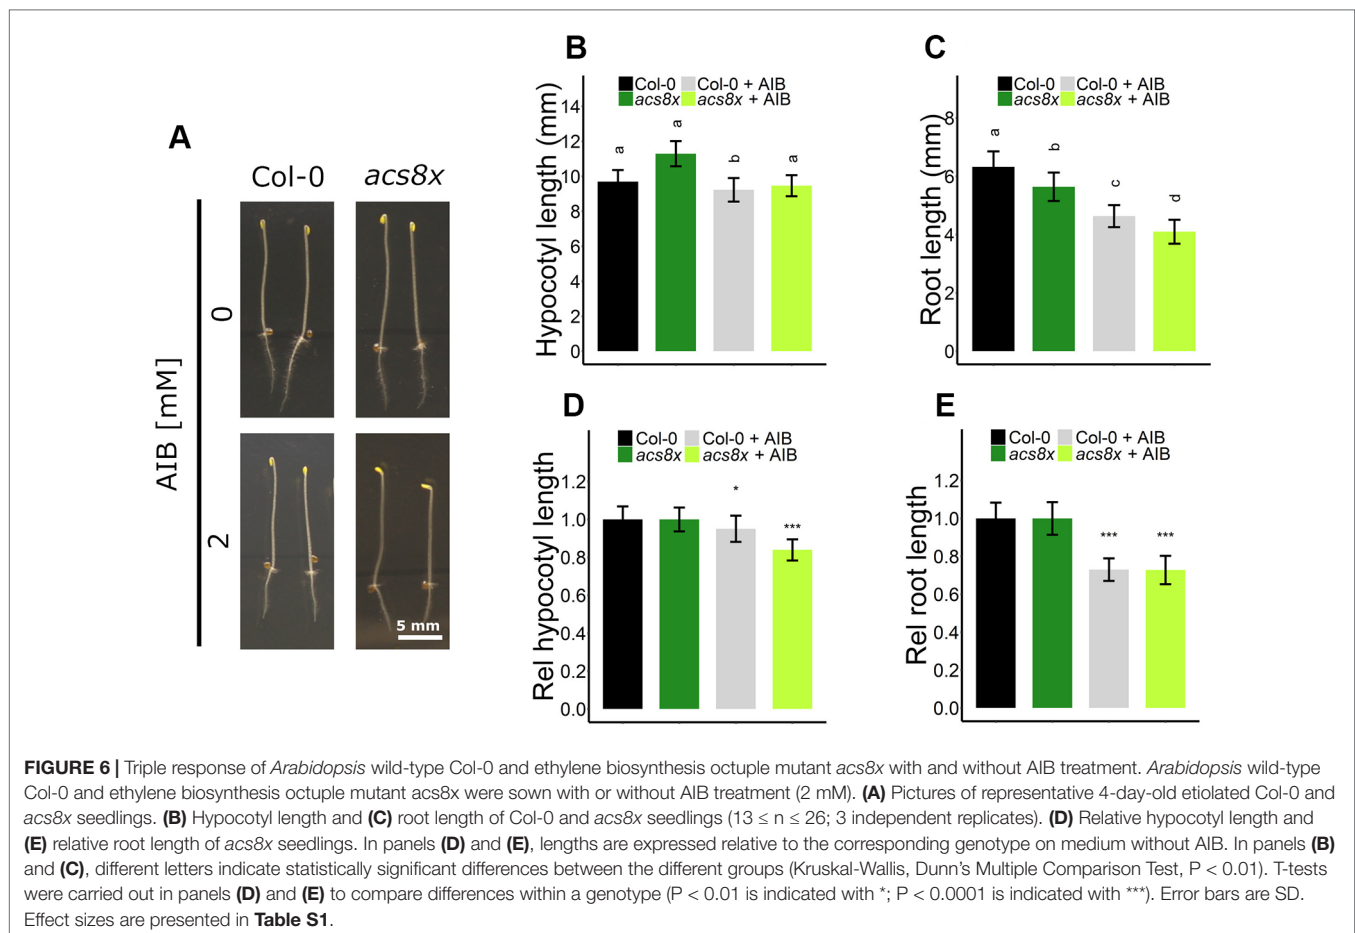 A
Col-0 acs8x
AIB [mM]
0
2
5 mm
B
Col-0 Col-0 + AIB
acs8x acs8x + AIB
Hypocotyl length (mm)
14
12
10
8
6
4
2
0
a
a
b
a
C
Col-0 Col-0 + AIB
acs8x acs8x + AIB
Root length (mm)
8
6
4
2
0
a
b
c
d
D
Col-0 Col-0 + AIB
acs8x acs8x + AIB
Rel hypocotyl length
1.2
1.0
0.8
0.6
0.4
0.2
0.0
*
***
E
Col-0 Col-0 + AIB
acs8x acs8x + AIB
Rel root length
1.2
1.0
0.8
0.6
0.4
0.2
0.0
***
***
FIGURE 6 | Triple response of Arabidopsis wild-type Col-0 and ethylene biosynthesis octuple mutant acs8x with and without AIB treatment. Arabidopsis wild-type
Col-0 and ethylene biosynthesis octuple mutant acs8x were sown with or without AIB treatment (2 mM). (A) Pictures of representative 4-day-old etiolated Col-0 and
acs8x seedlings. (B) Hypocotyl length and (C) root length of Col-0 and acs8x seedlings (13 ≤ n ≤ 26; 3 independent replicates). (D) Relative hypocotyl length and
(E) relative root length of acs8x seedlings. In panels (D) and (E), lengths are expressed relative to the corresponding genotype on medium without AIB. In panels (B)
and (C), different letters indicate statistically significant differences between the different groups (Kruskal-Wallis, Dunn’s Multiple Comparison Test, P < 0.01). T-tests
were carried out in panels (D) and (E) to compare differences within a genotype (P < 0.01 is indicated with *; P < 0.0001 is indicated with ***). Error bars are SD.
Effect sizes are presented in Table S1.